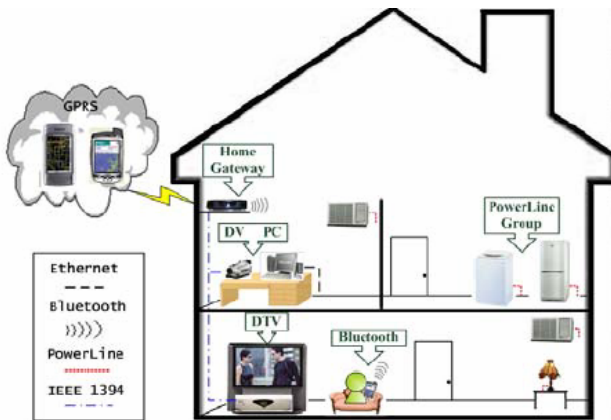 GPRS
Home
Gateway
DV PC
PowerLine
Group
DTV
Bluetooth
Ethernet
Bluetooth
PowerLine
IEEE 1394